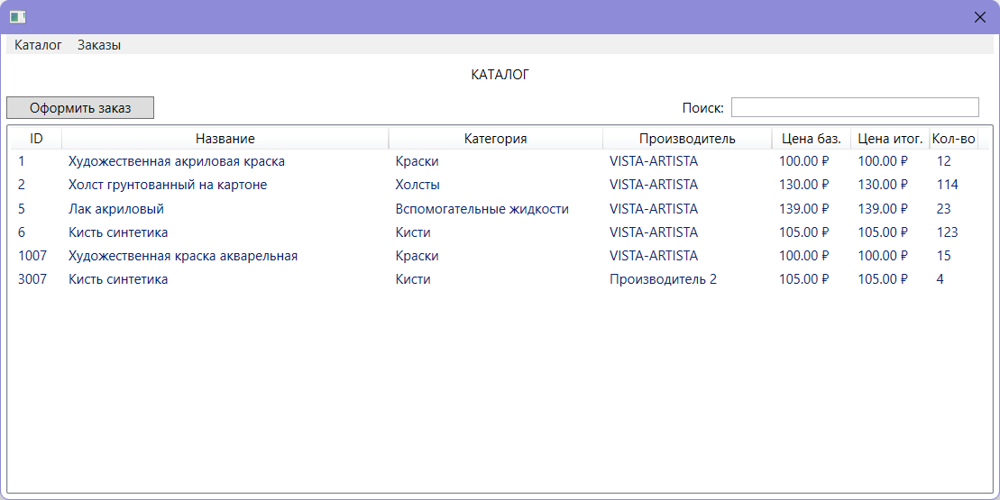 Каталог Заказы
КАТАЛОГ
Оформить заказ Поиск:
ID Название Категория Производитель Цена баз. Цена итог. Кол-во
1 Художественная акриловая краска Краски VISTA-ARTISTA 100.00 ₽ 100.00 ₽ 12
2 Холст грунтованный на картоне Холсты VISTA-ARTISTA 130.00 ₽ 130.00 ₽ 114
5 Лак акриловый Вспомогательные жидкости VISTA-ARTISTA 139.00 ₽ 139.00 ₽ 23
6 Кисть синтетика Кисти VISTA-ARTISTA 105.00 ₽ 105.00 ₽ 123
1007 Художественная краска акварельная Краски VISTA-ARTISTA 100.00 ₽ 100.00 ₽ 15
3007 Кисть синтетика Кисти Производитель 2 105.00 ₽ 105.00 ₽ 4